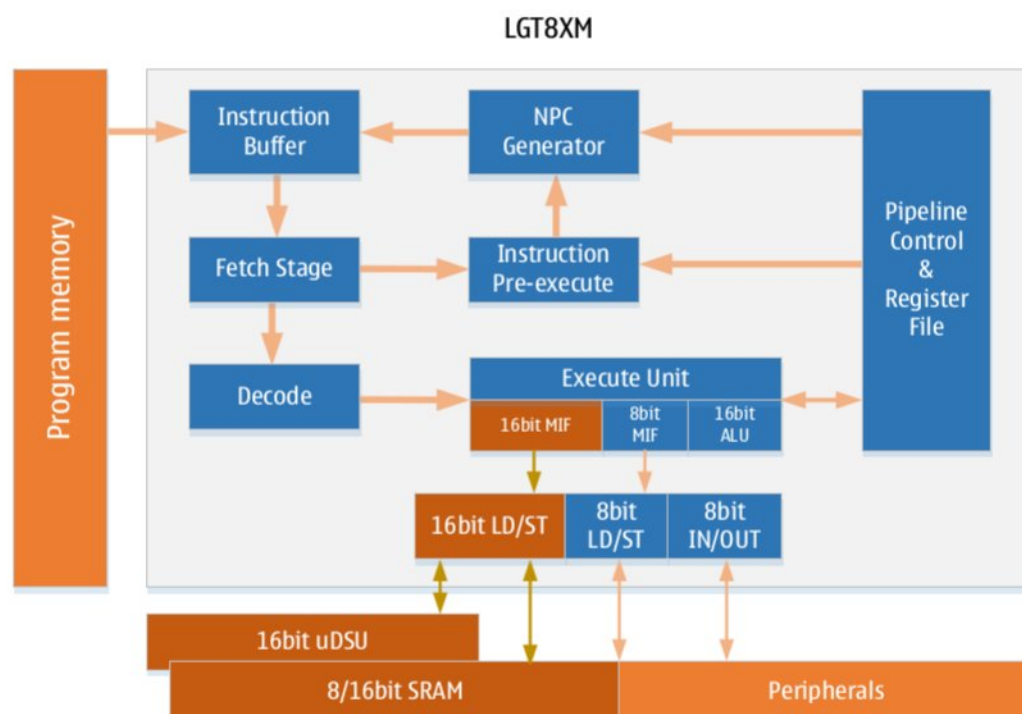 LGT8XM
Program memory
Instruction
Buffer
NPC
Generator
Pipeline
Control
&
Register
File
Fetch Stage
Instruction
Pre-execute
Decode
Execute Unit
16bit MIF
8bit
MIF
16bit
ALU
16bit LD/ST
8bit
LD/ST
8bit
IN/OUT
16bit uDSU
8/16bit SRAM
Peripherals